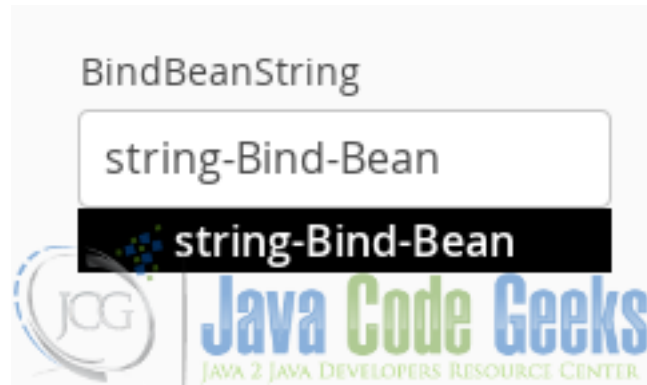 BindBeanString
string-Bind-Bean
string-Bind-Bean
JCG
Java Code Geeks
JAVA 2 JAVA DEVELOPERS RESOURCE CENTER